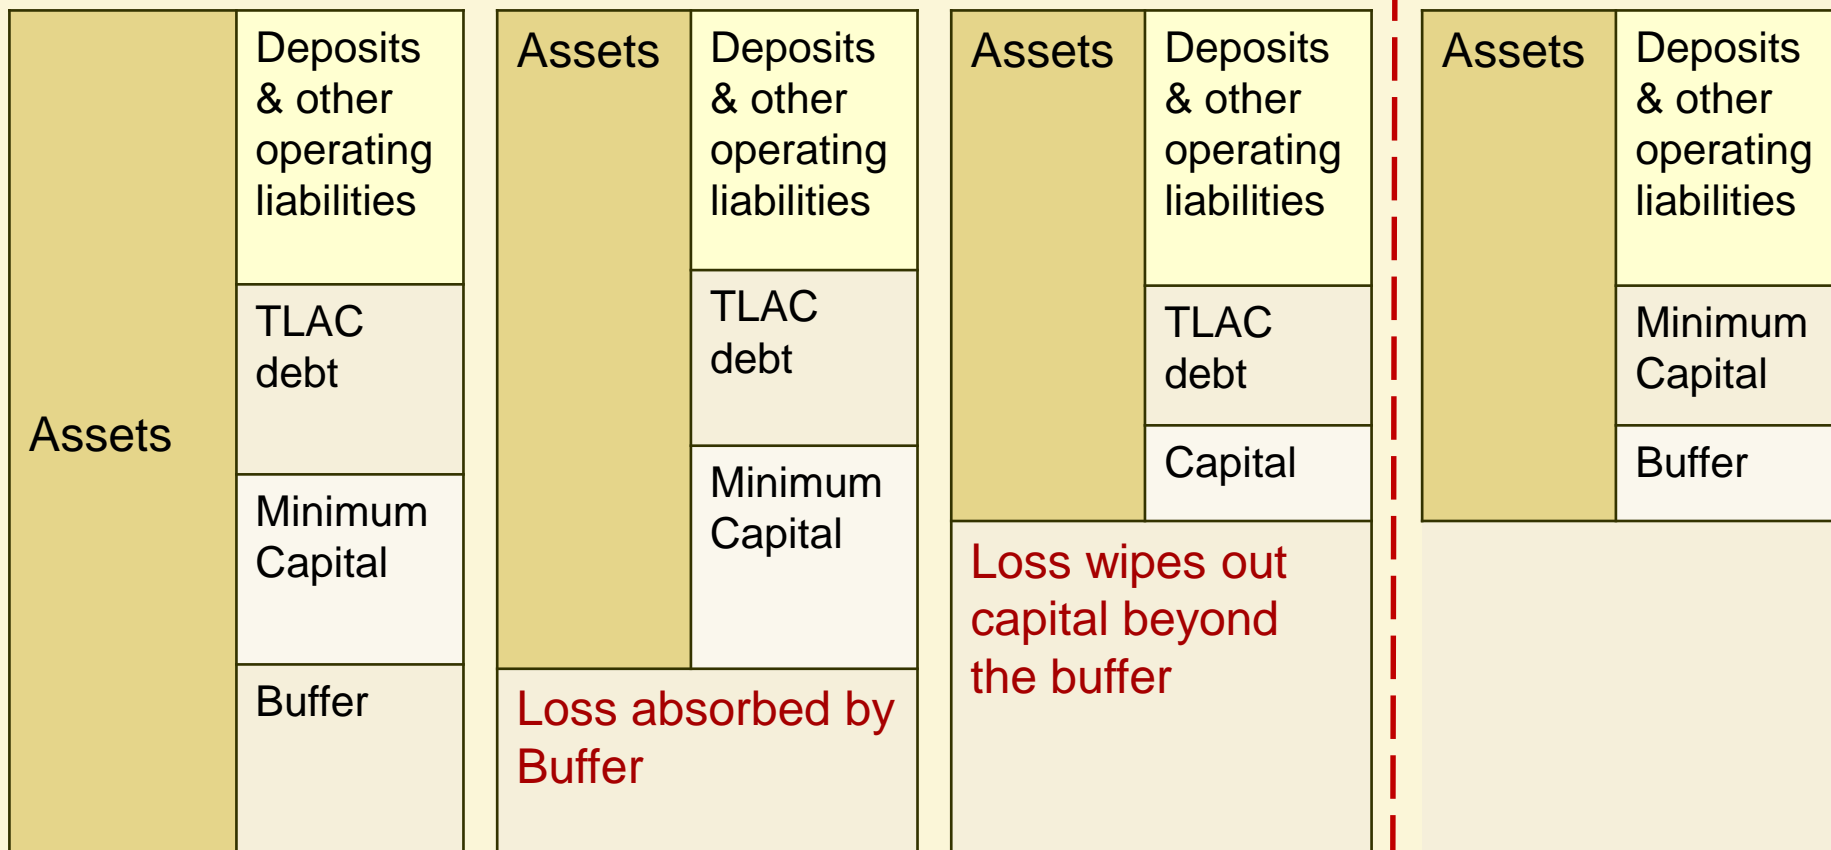 Assets
Deposits
& other
operating
liabilities
TLAC
debt
Minimum
Capital
Buffer
Assets
Deposits
& other
operating
liabilities
TLAC
debt
Minimum
Capital
Loss absorbed by
Buffer
Assets
Deposits
& other
operating
liabilities
TLAC
debt
Capital
Loss wipes out
capital beyond
the buffer
Assets
Deposits
& other
operating
liabilities
Minimum
Capital
Buffer